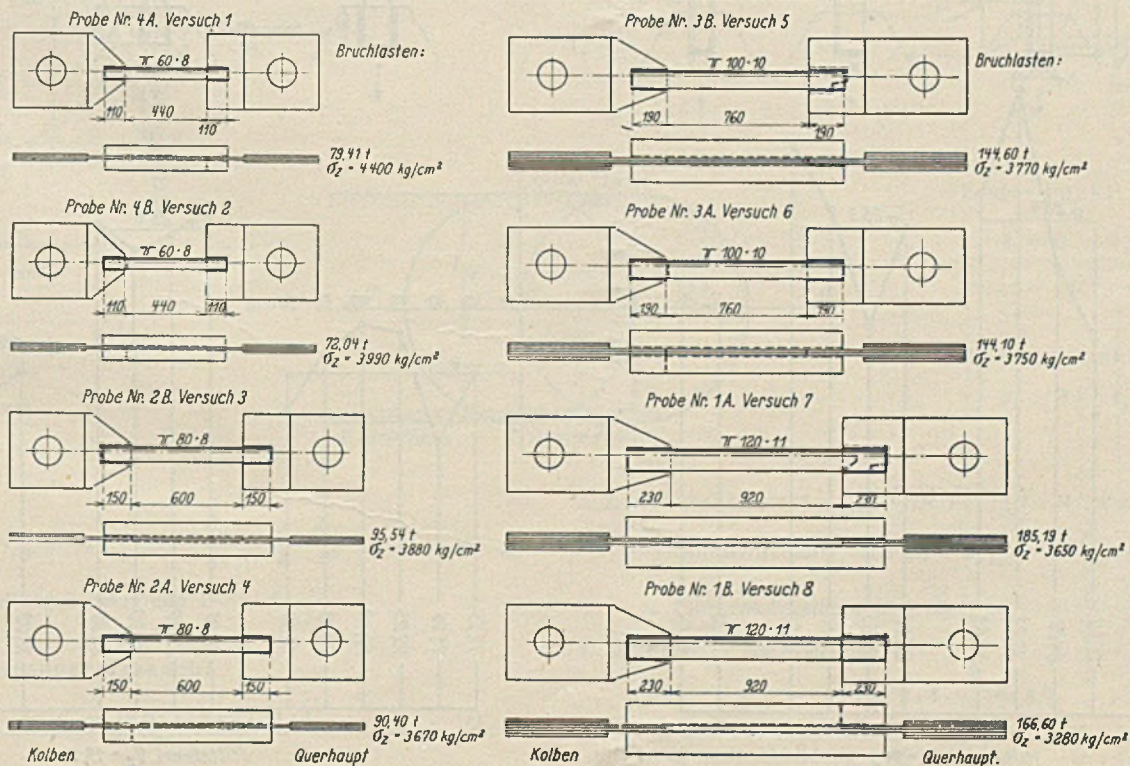 Probe Nr. 4A. Versuch 1
Bruchlasten:
π 60·8
110 440 110
79,41 t
σz = 4400 kg/cm²
Probe Nr. 4B. Versuch 2
π 60·8
110 440 110
72,04 t
σz = 3990 kg/cm²
Probe Nr. 2B. Versuch 3
π 80·8
150 600 150
95,54 t
σz = 3880 kg/cm²
Probe Nr. 2A. Versuch 4
π 80·8
150 600 150
90,40 t
σz = 3670 kg/cm²
Kolben Querhaupt
Probe Nr. 3B. Versuch 5
Bruchlasten:
π 100·10
190 760 190
144,60 t
σz = 3770 kg/cm²
Probe Nr. 3A. Versuch 6
π 100·10
190 760 190
144,10 t
σz = 3750 kg/cm²
Probe Nr. 1A. Versuch 7
π 120·11
230 920 230
185,19 t
σz = 3650 kg/cm²
Probe Nr. 1B. Versuch 8
π 120·11
230 920 230
166,60 t
σz = 3280 kg/cm²
Kolben Querhaupt.